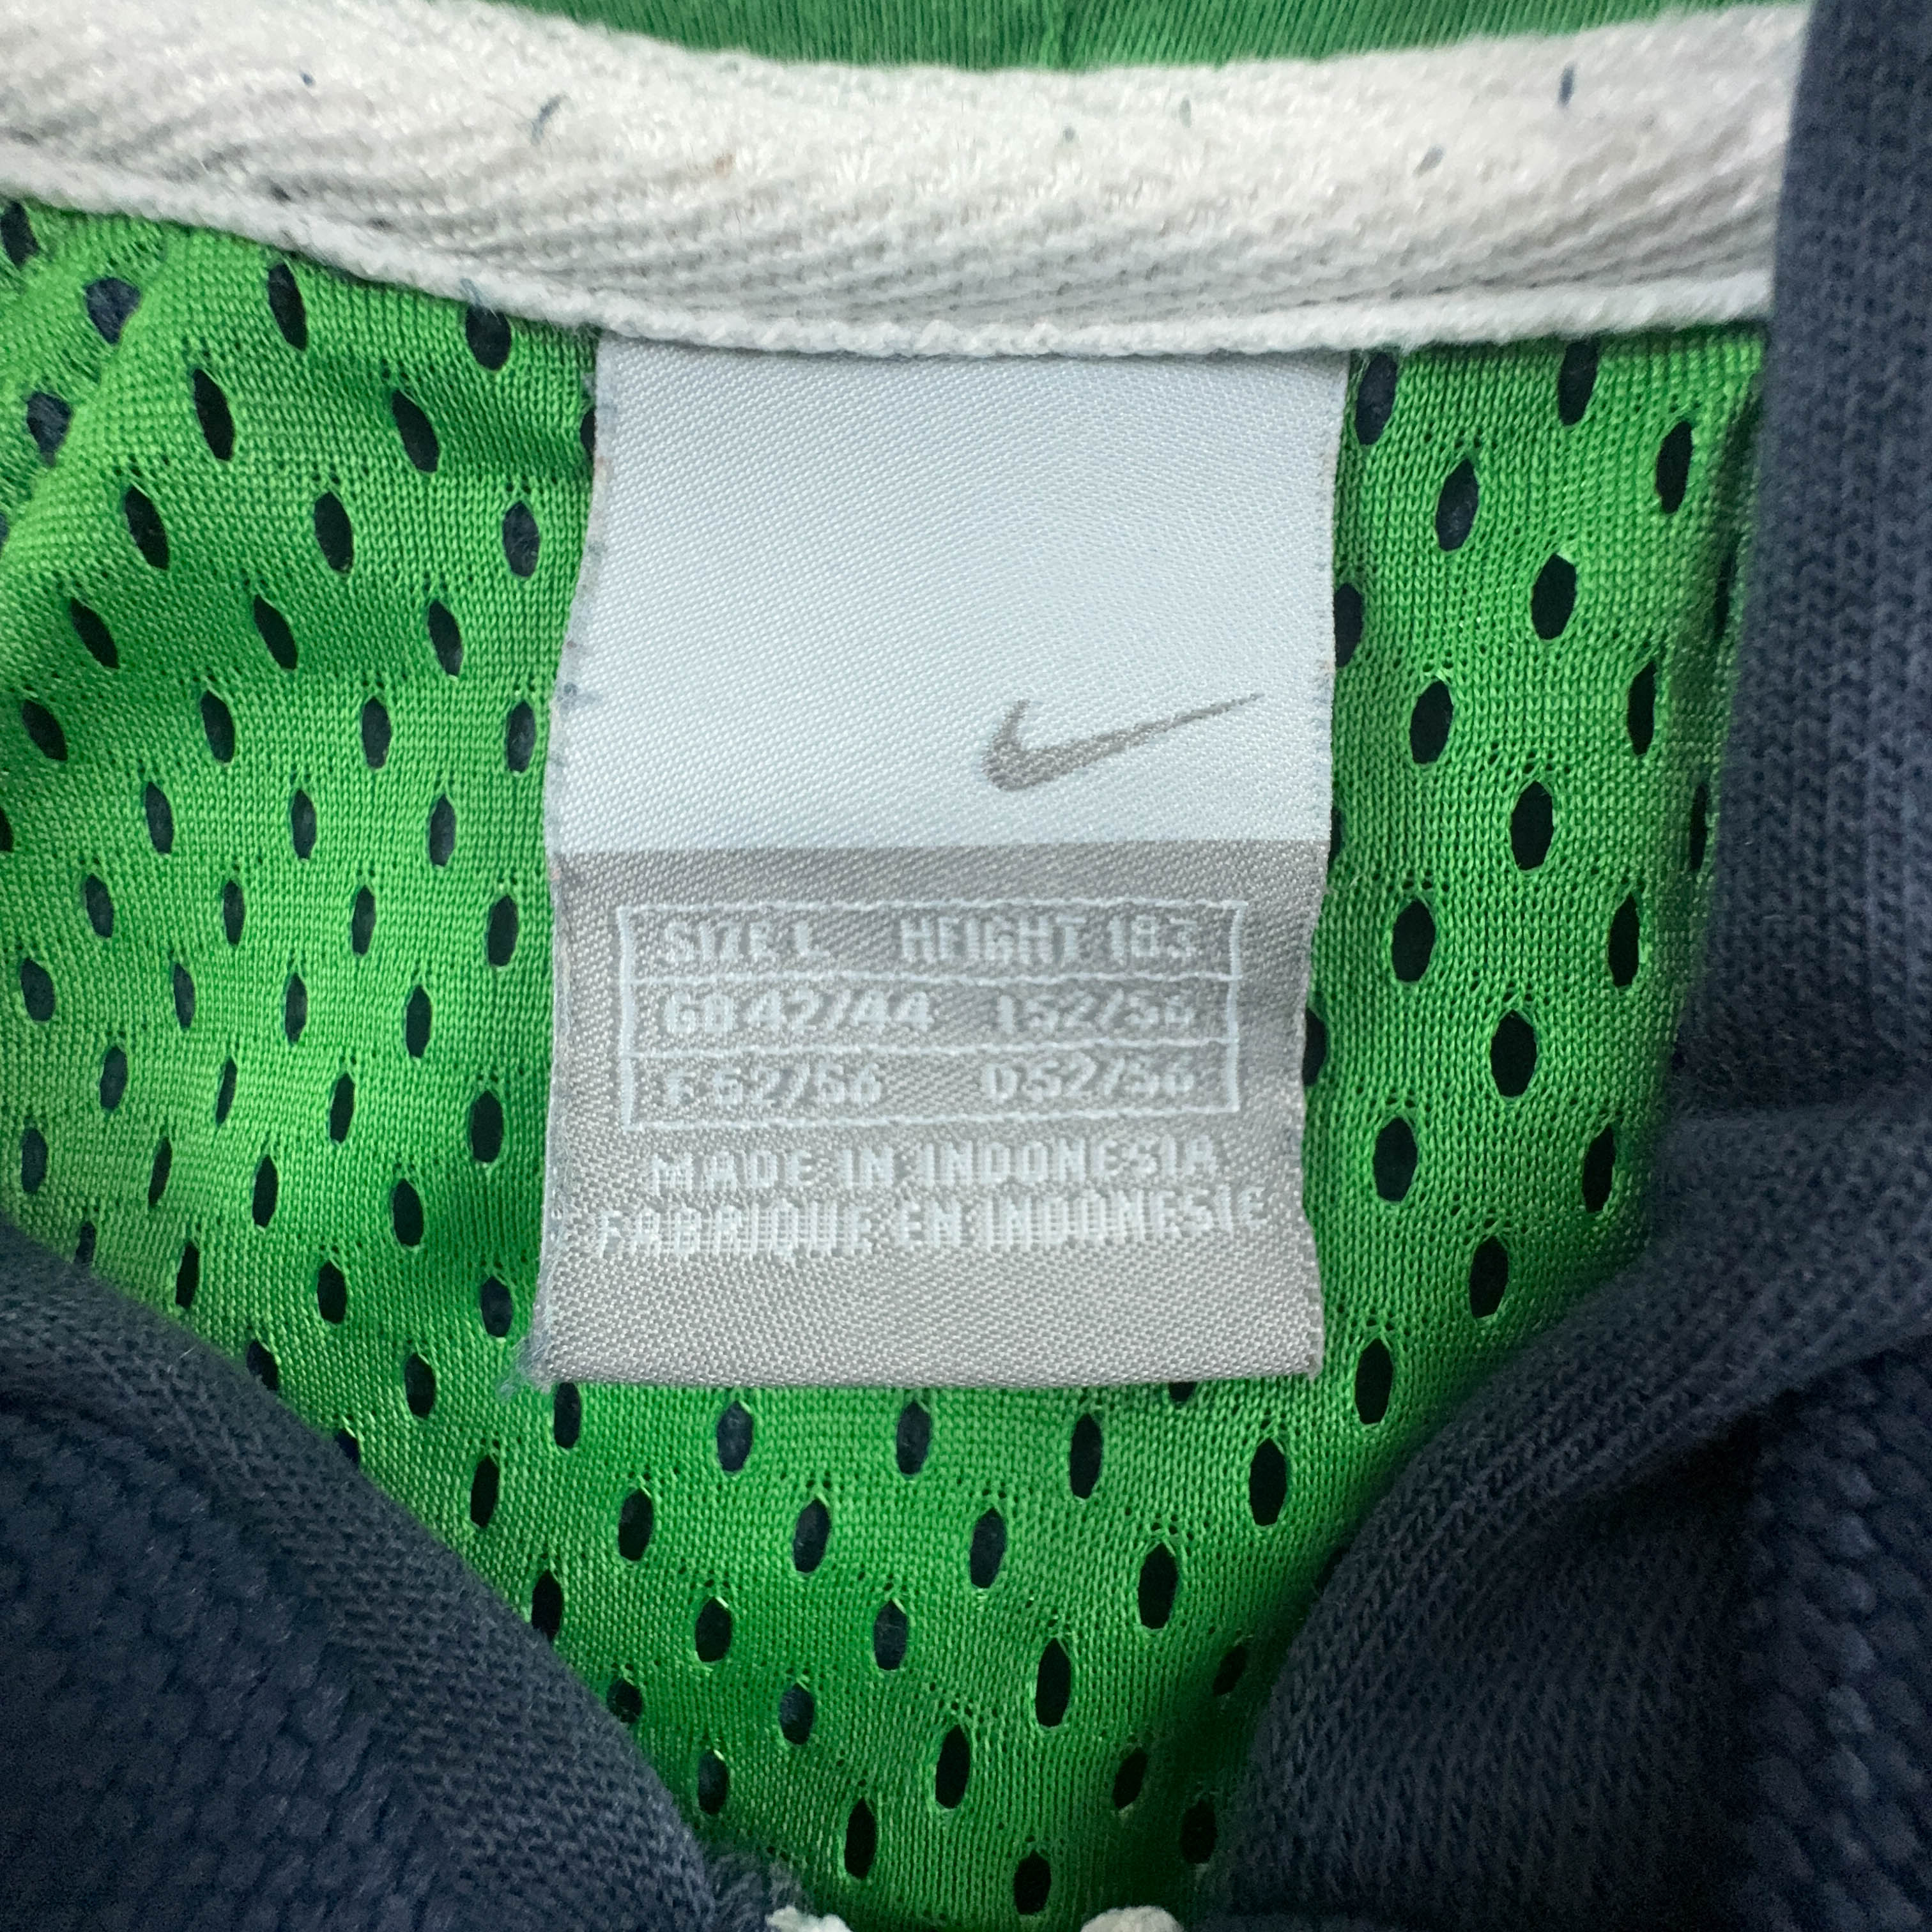 SIZE L HEIGHT 183
GB 42/44 I 52/56
F 52/56 D 52/56
MADE IN INDONESIA
FABRIQUE EN INDONESIE